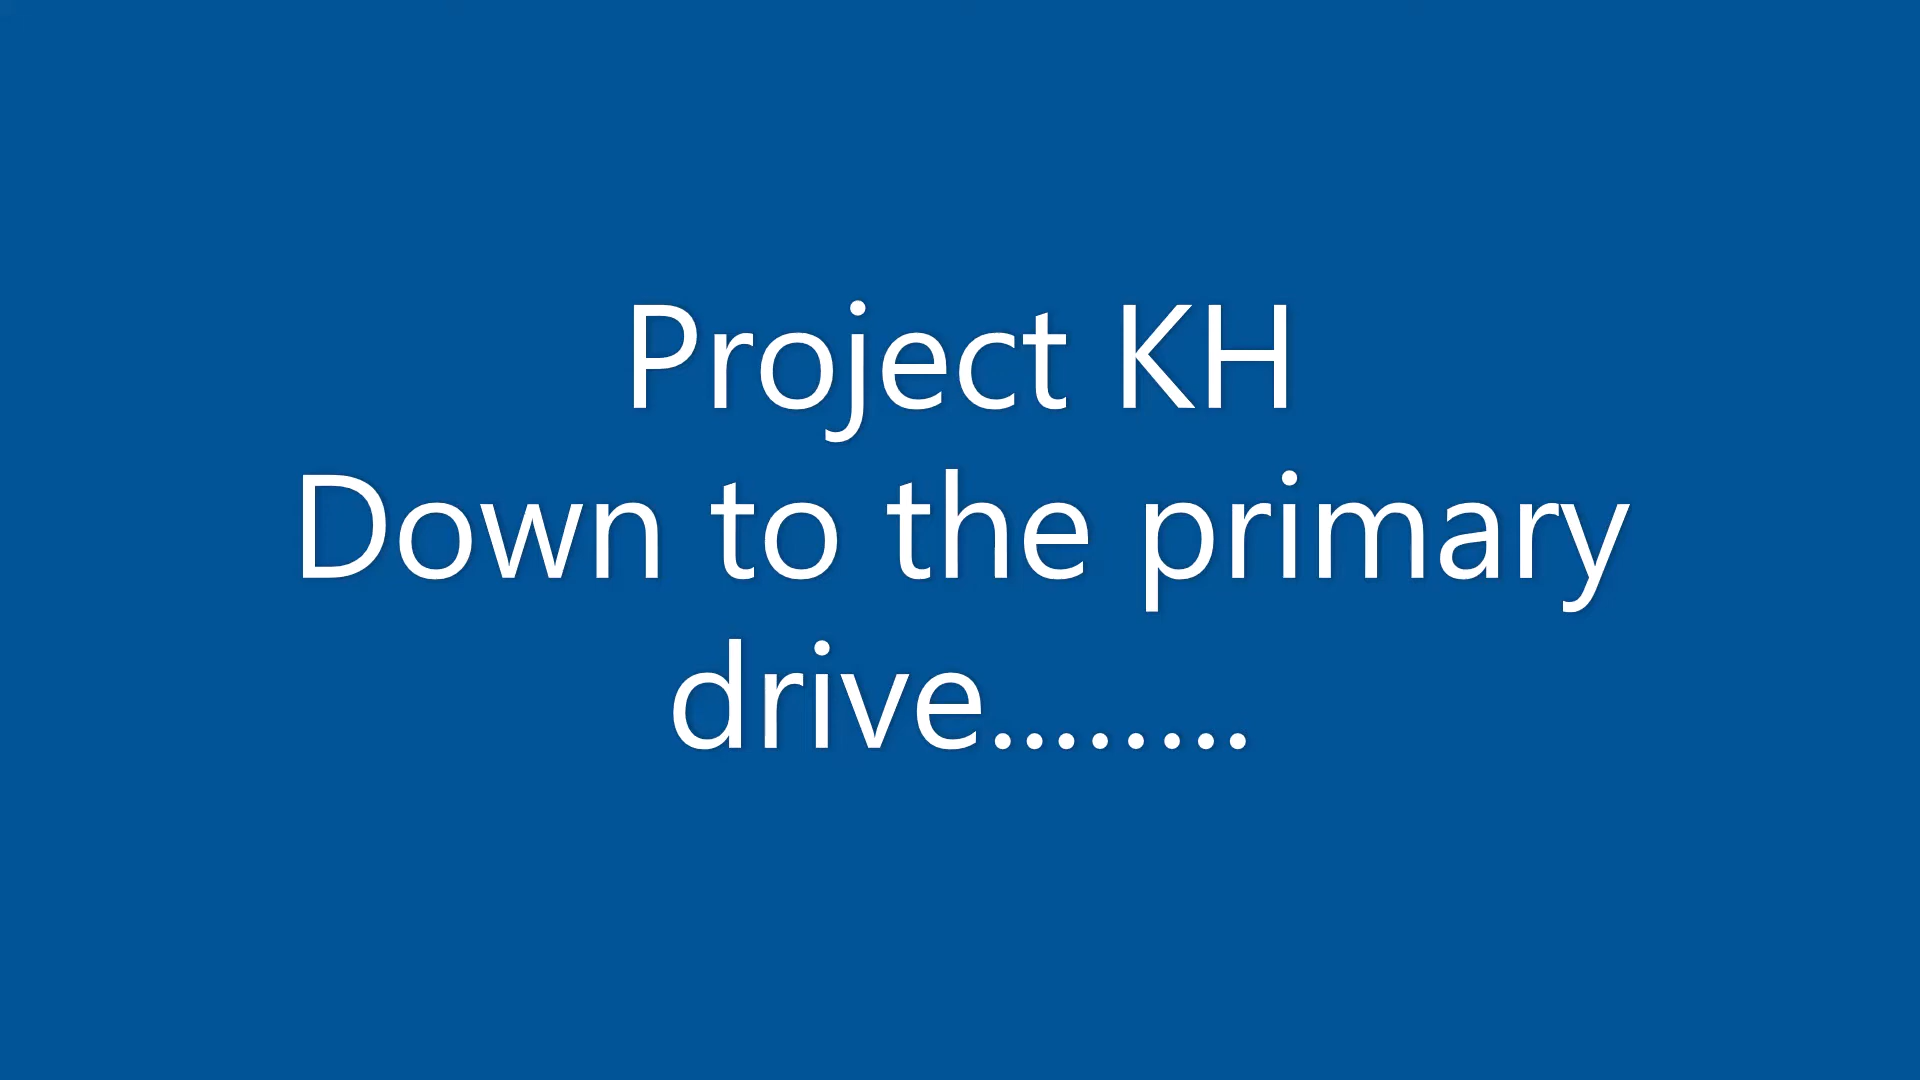 Project KH
Down to the primary
drive........